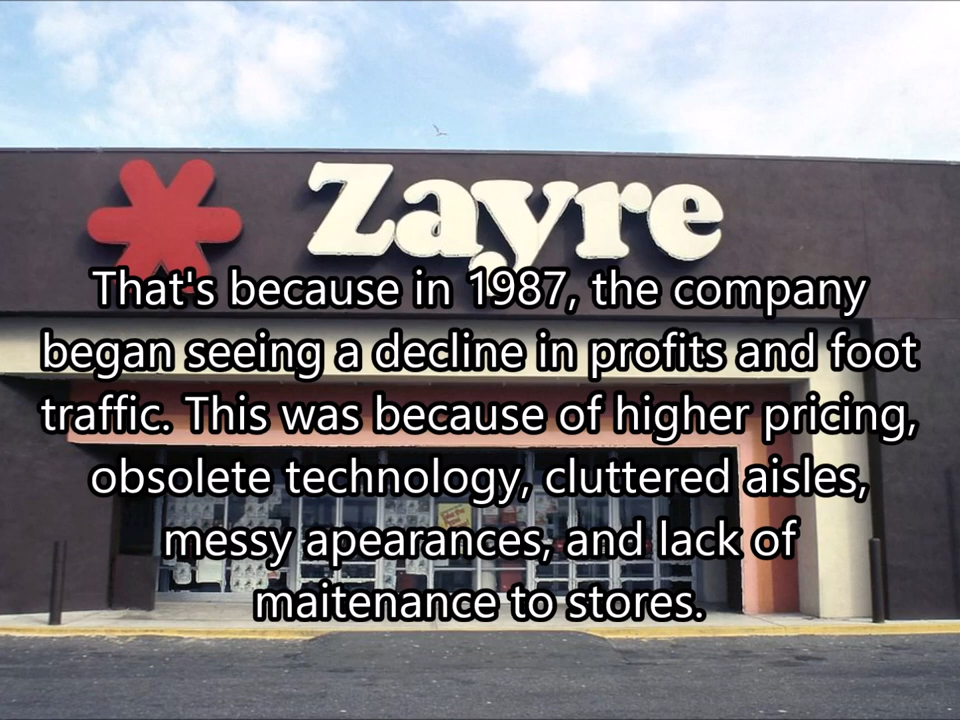 Zayre
That's because in 1987, the company
began seeing a decline in profits and foot
traffic. This was because of higher pricing,
obsolete technology, cluttered aisles,
messy apearances, and lack of
maitenance to stores.